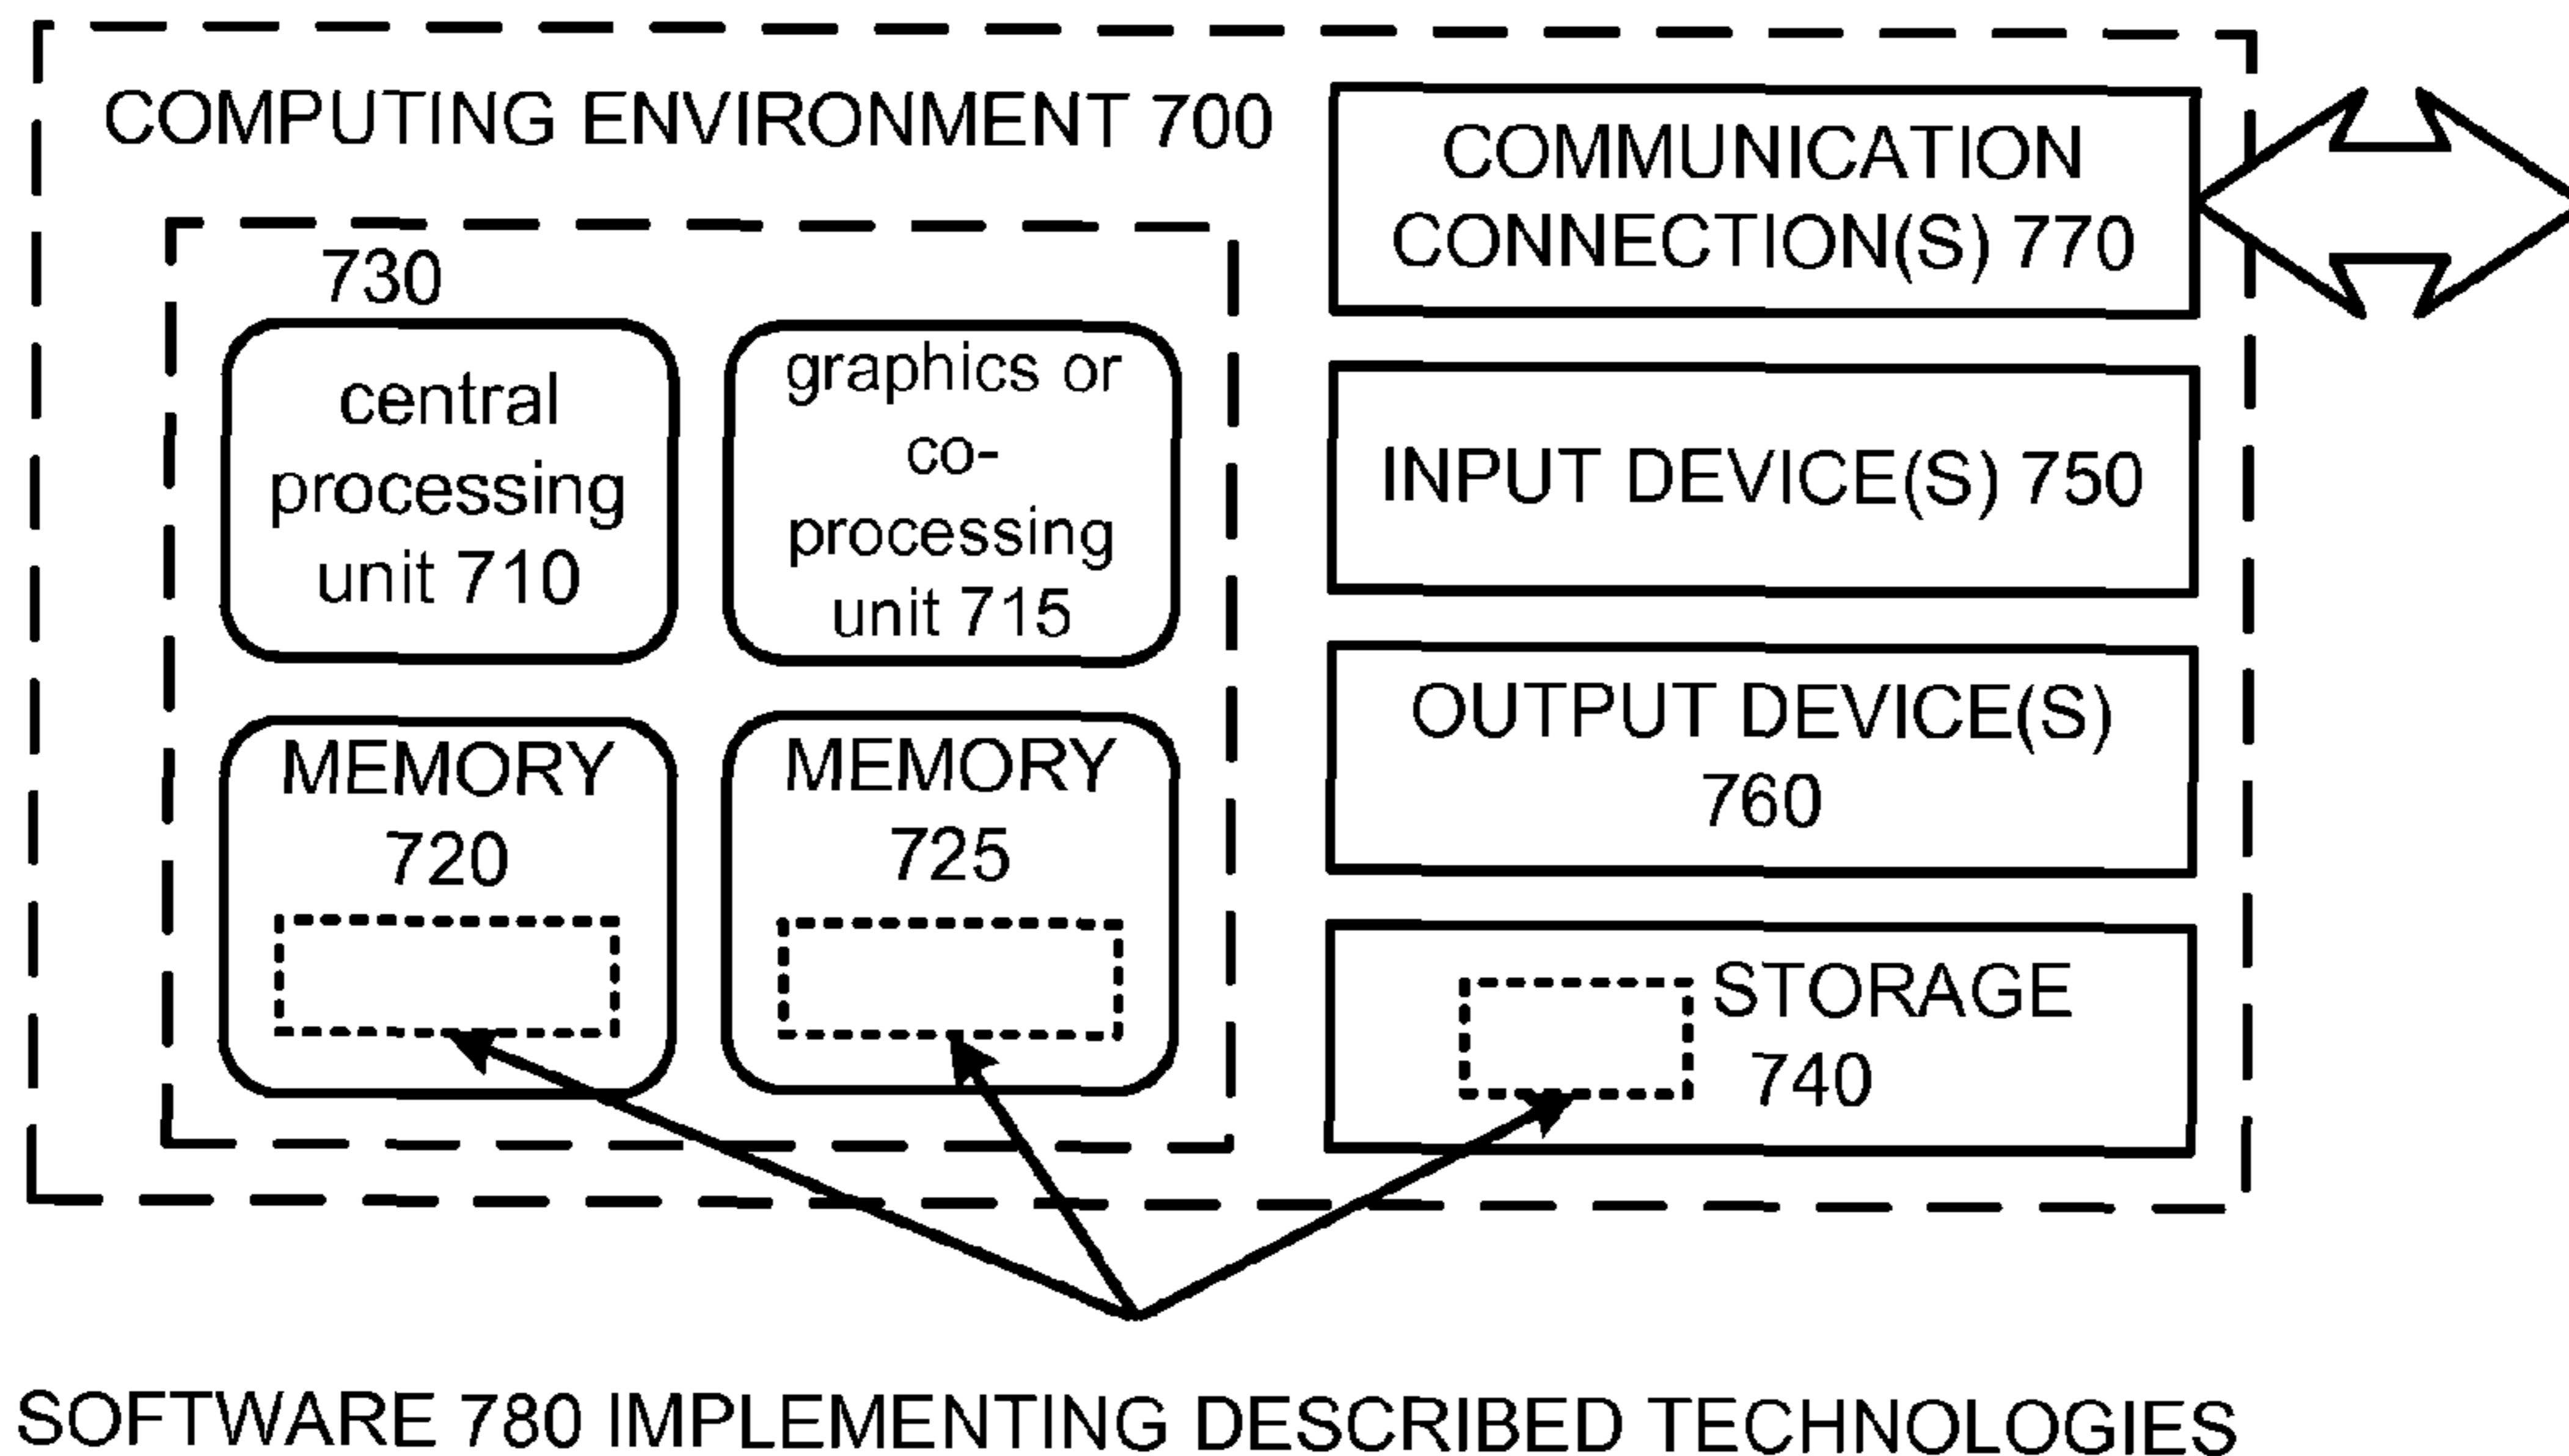 COMPUTING ENVIRONMENT 700
730
central
processing
unit 710
graphics or
co-
processing
unit 715
MEMORY
720
MEMORY
725
COMMUNICATION
CONNECTION(S) 770
INPUT DEVICE(S) 750
OUTPUT DEVICE(S)
760
STORAGE
740
SOFTWARE 780 IMPLEMENTING DESCRIBED TECHNOLOGIES